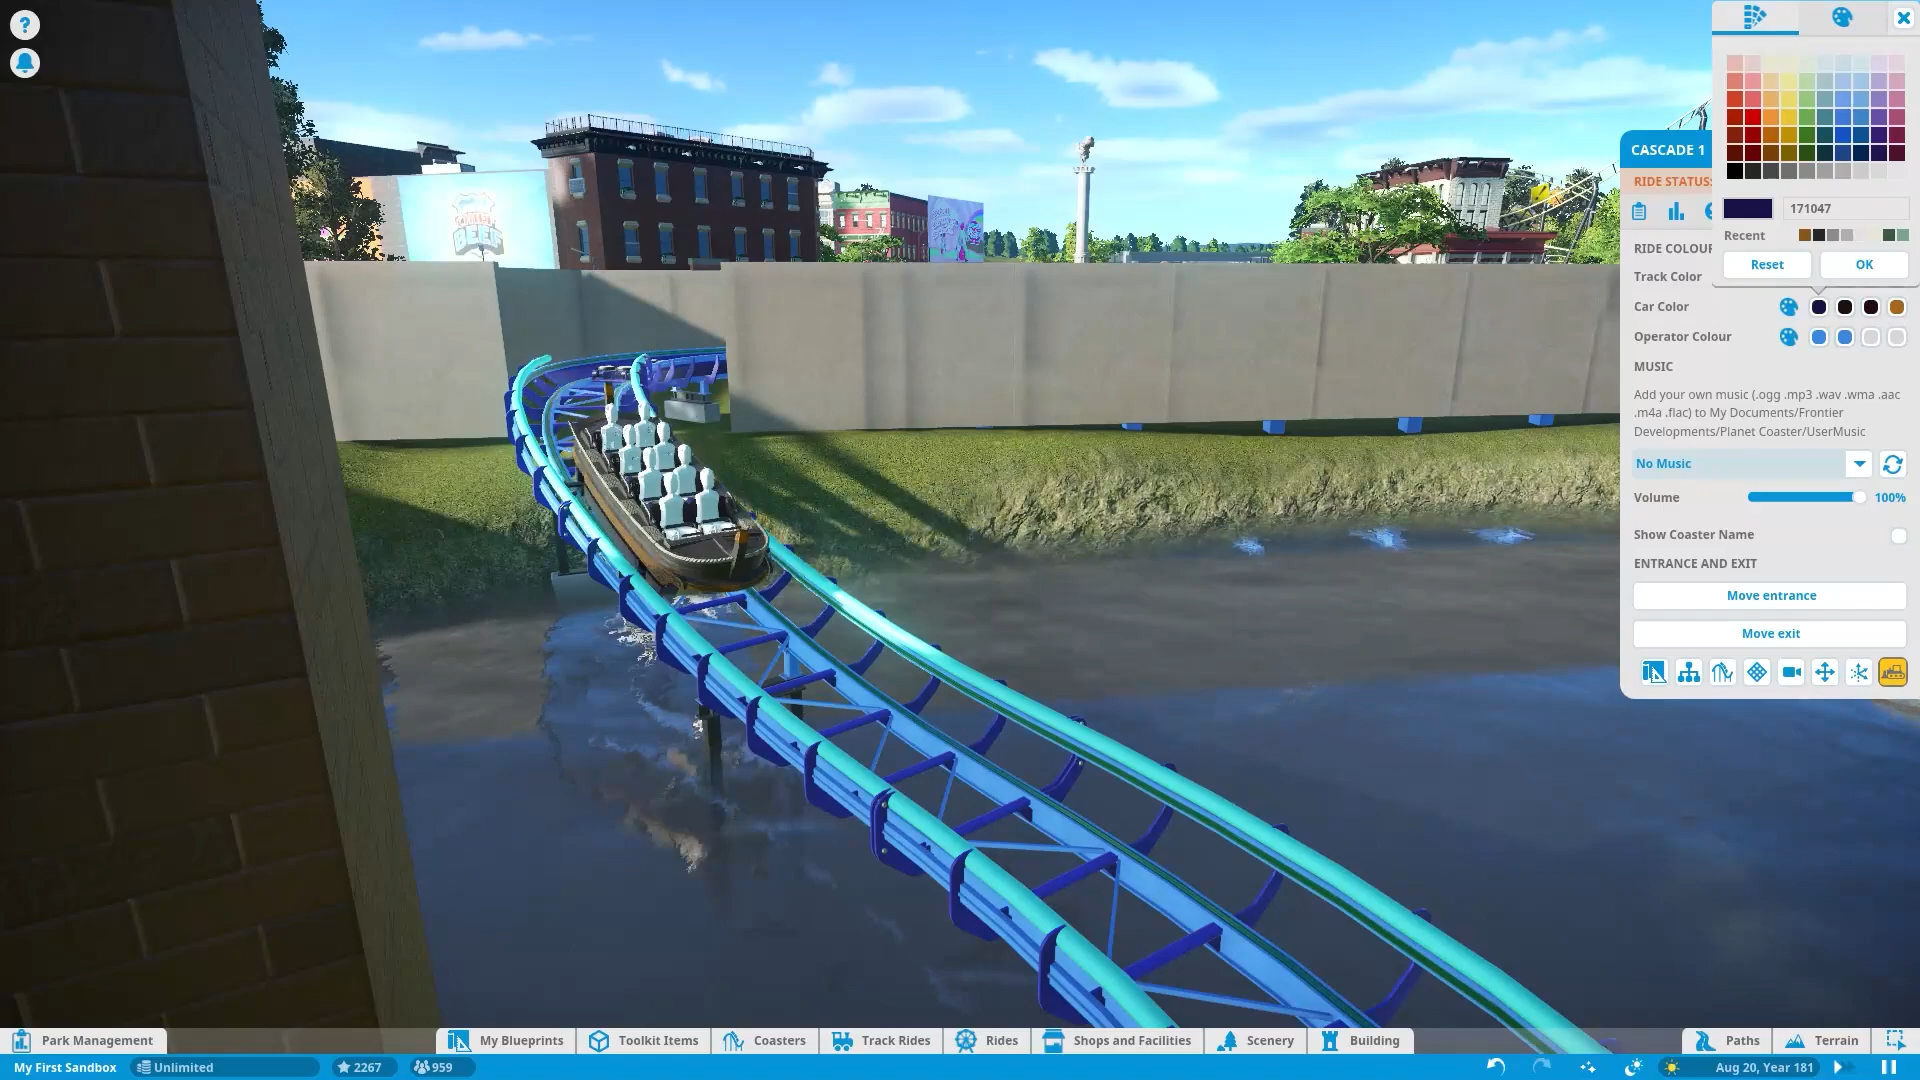 CASCADE 1
RIDE STATUS:
171047
Recent
Reset
OK
RIDE COLOUR
Track Color
Car Color
Operator Colour
MUSIC
Add your own music (.ogg .mp3 .wav .wma .aac
.m4a .flac) to My Documents/Frontier
Developments/Planet Coaster/UserMusic
No Music
Volume
100%
Show Coaster Name
ENTRANCE AND EXIT
Move entrance
Move exit
Park Management
My Blueprints
Toolkit Items
Coasters
Track Rides
Rides
Shops and Facilities
Scenery
Building
Paths
Terrain
My First Sandbox
Unlimited
2267
959
Aug 20, Year 181